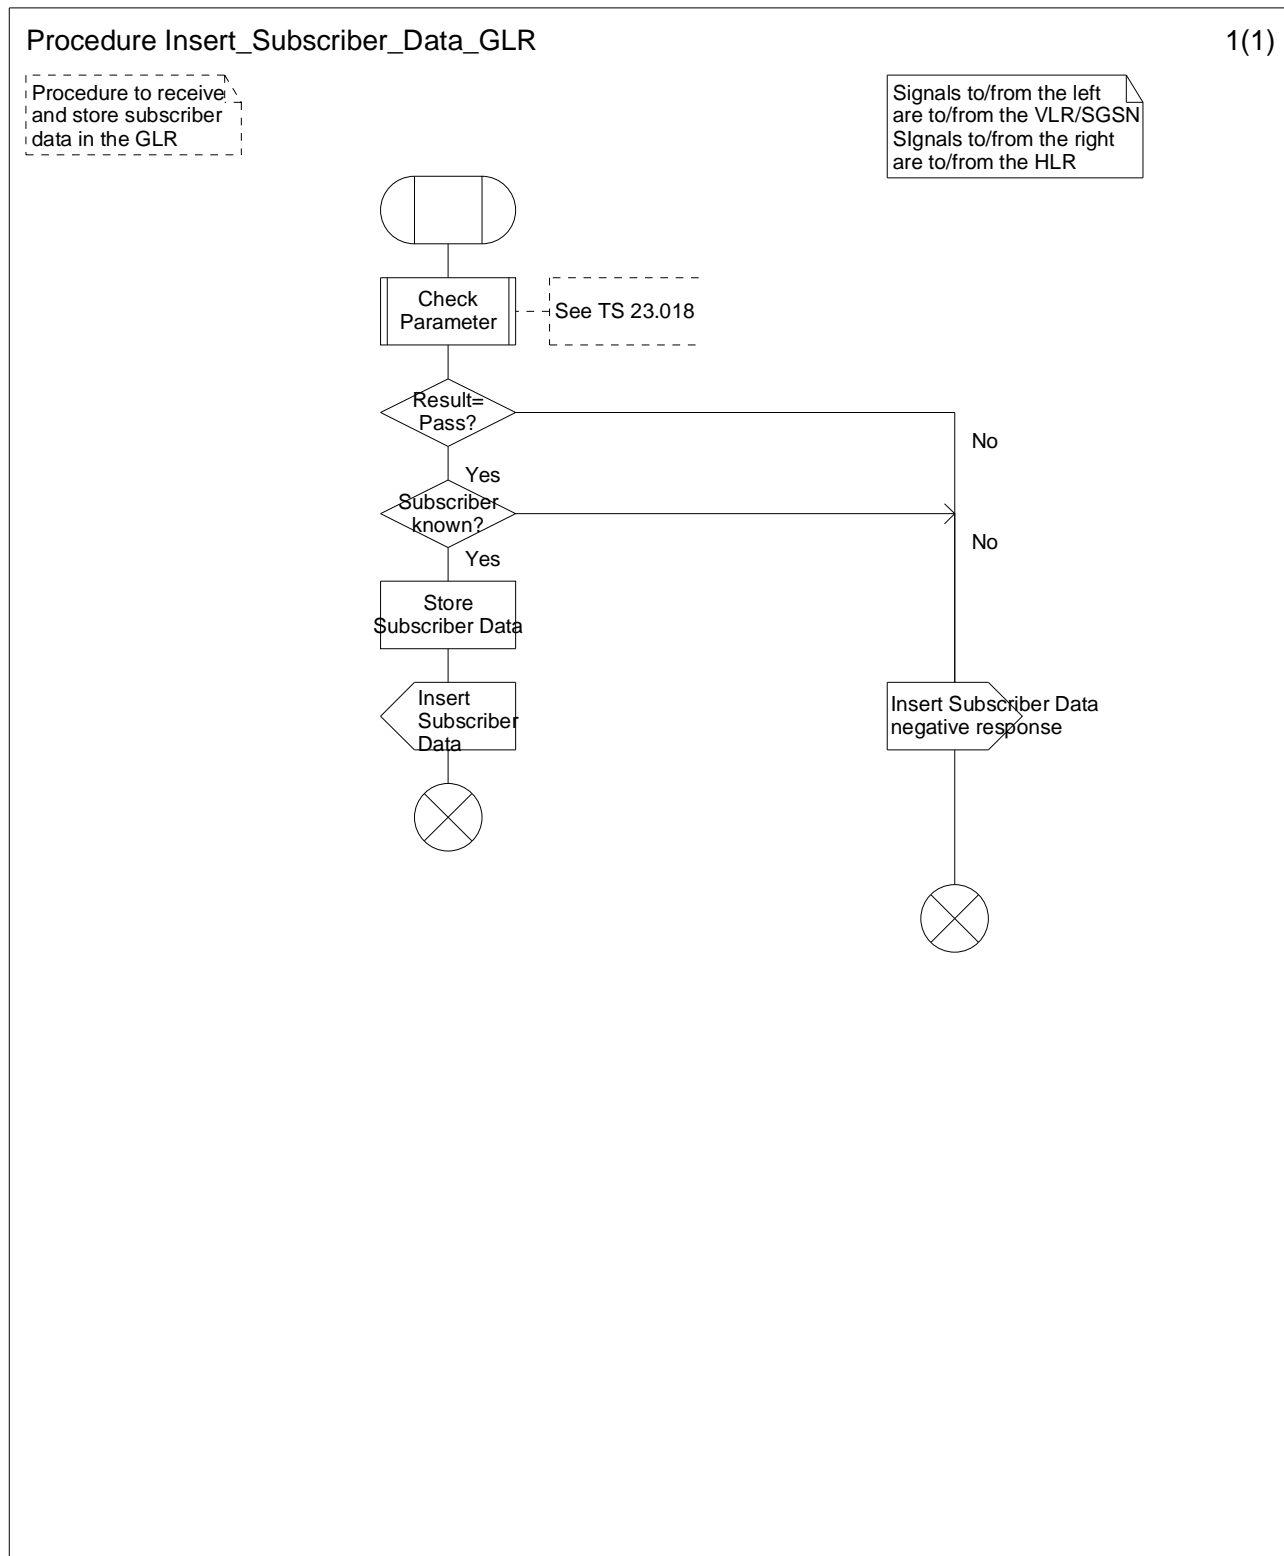 Procedure Insert_Subscriber_Data_GLR
1(1)
Procedure to receive
and store subscriber
data in the GLR
Signals to/from the left
are to/from the VLR/SGSN
SIgnals to/from the right
are to/from the HLR
Check
Parameter
See TS 23.018
Result=
Pass?
No
Yes
Subscriber
known?
No
Yes
Store
Subscriber Data
Insert
Subscriber
Data
Insert Subscriber Data
negative response